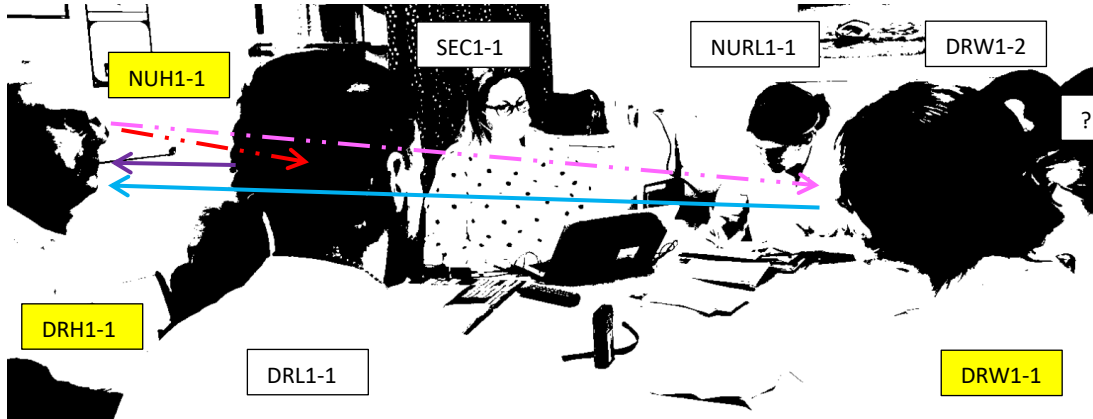 SEC1-1
NURL1-1
DRW1-2
NUH1-1
?
DRH1-1
DRL1-1
DRW1-1